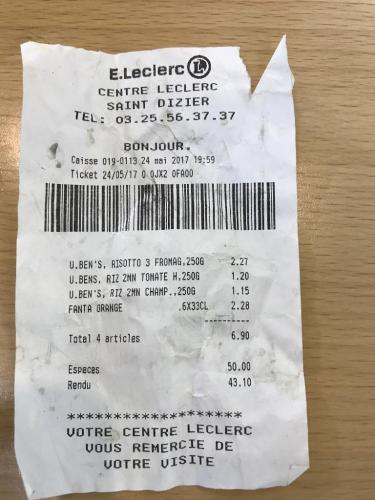 E.Leclerc L
CENTRE LECLERC
SAINT DIZIER
TEL: 03.25.56.37.37
BONJOUR.
Caisse 019-0113 24 mai 2017 19:59
Ticket 24/05/17 0 0JX2 0FA00
U.BEN'S, RISOTTO 3 FROMAG,250G 2.27
U.BENS, RIZ 2MN TOMATE H,250G 1.20
U.BEN'S, RIZ 2MN CHAMP..,250G 1.15
FANTA ORANGE .6X33CL 2.28
----------
Total 4 articles 6.90
Especes 50.00
Rendu 43.10
*******************
VOTRE CENTRE LECLERC
VOUS REMERCIE DE
VOTRE VISITE